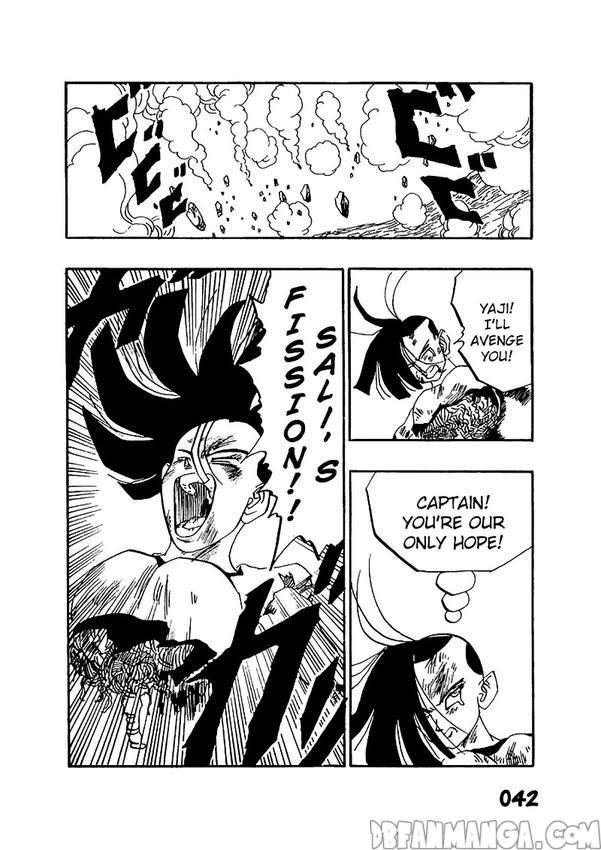 YAJI!
I'LL
AVENGE
YOU!
CAPTAIN!
YOU'RE OUR
ONLY HOPE!
SALI'S
FISSION!!
042
DBFANMANGA.COM